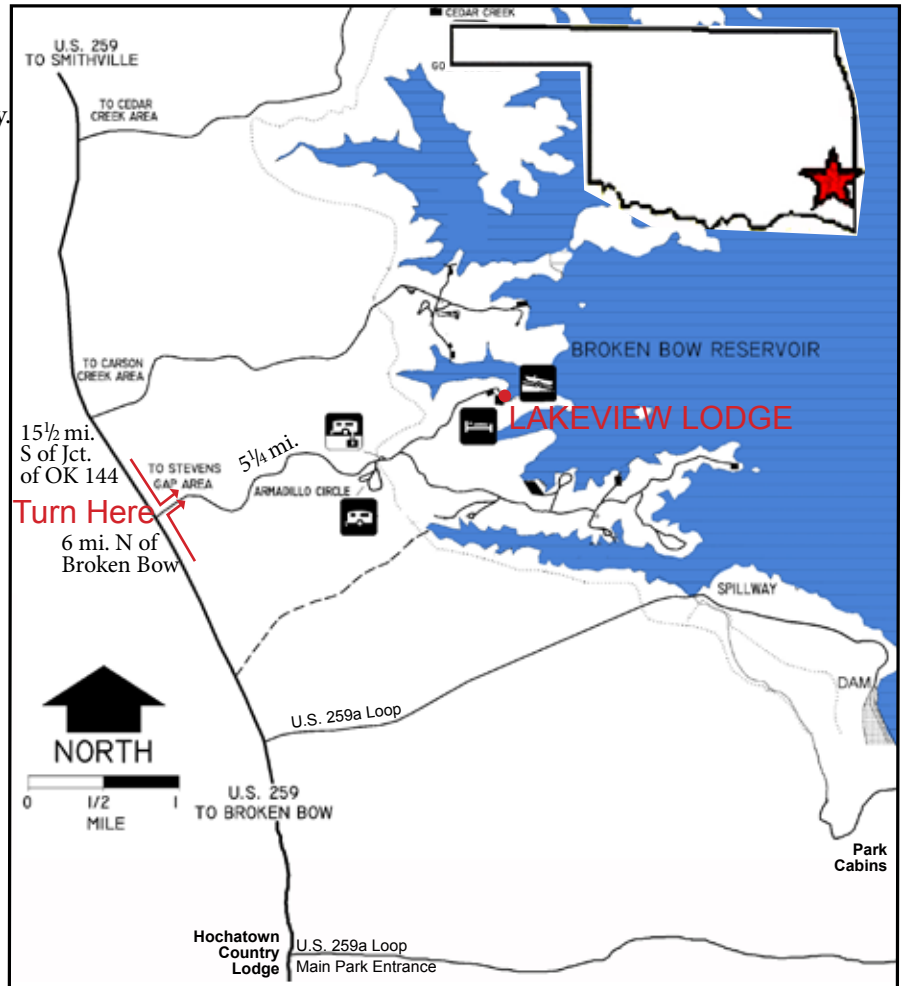 CEDAR CREEK
U.S. 259
TO SMITHVILLE
GO
TO CEDAR
CREEK AREA
y.
BROKEN BOW RESERVOIR
TO CARSON
CREEK AREA
LAKEVIEW LODGE
15½ mi.
S of Jct.
of OK 144
5¼ mi.
TO STEVENS
GAP AREA
ARMADILLO CIRCLE
Turn Here
6 mi. N of
Broken Bow
SPILLWAY
DAM
U.S. 259a Loop
NORTH
0 1/2 1
MILE
U.S. 259
TO BROKEN BOW
Park
Cabins
Hochatown
Country
Lodge
U.S. 259a Loop
Main Park Entrance